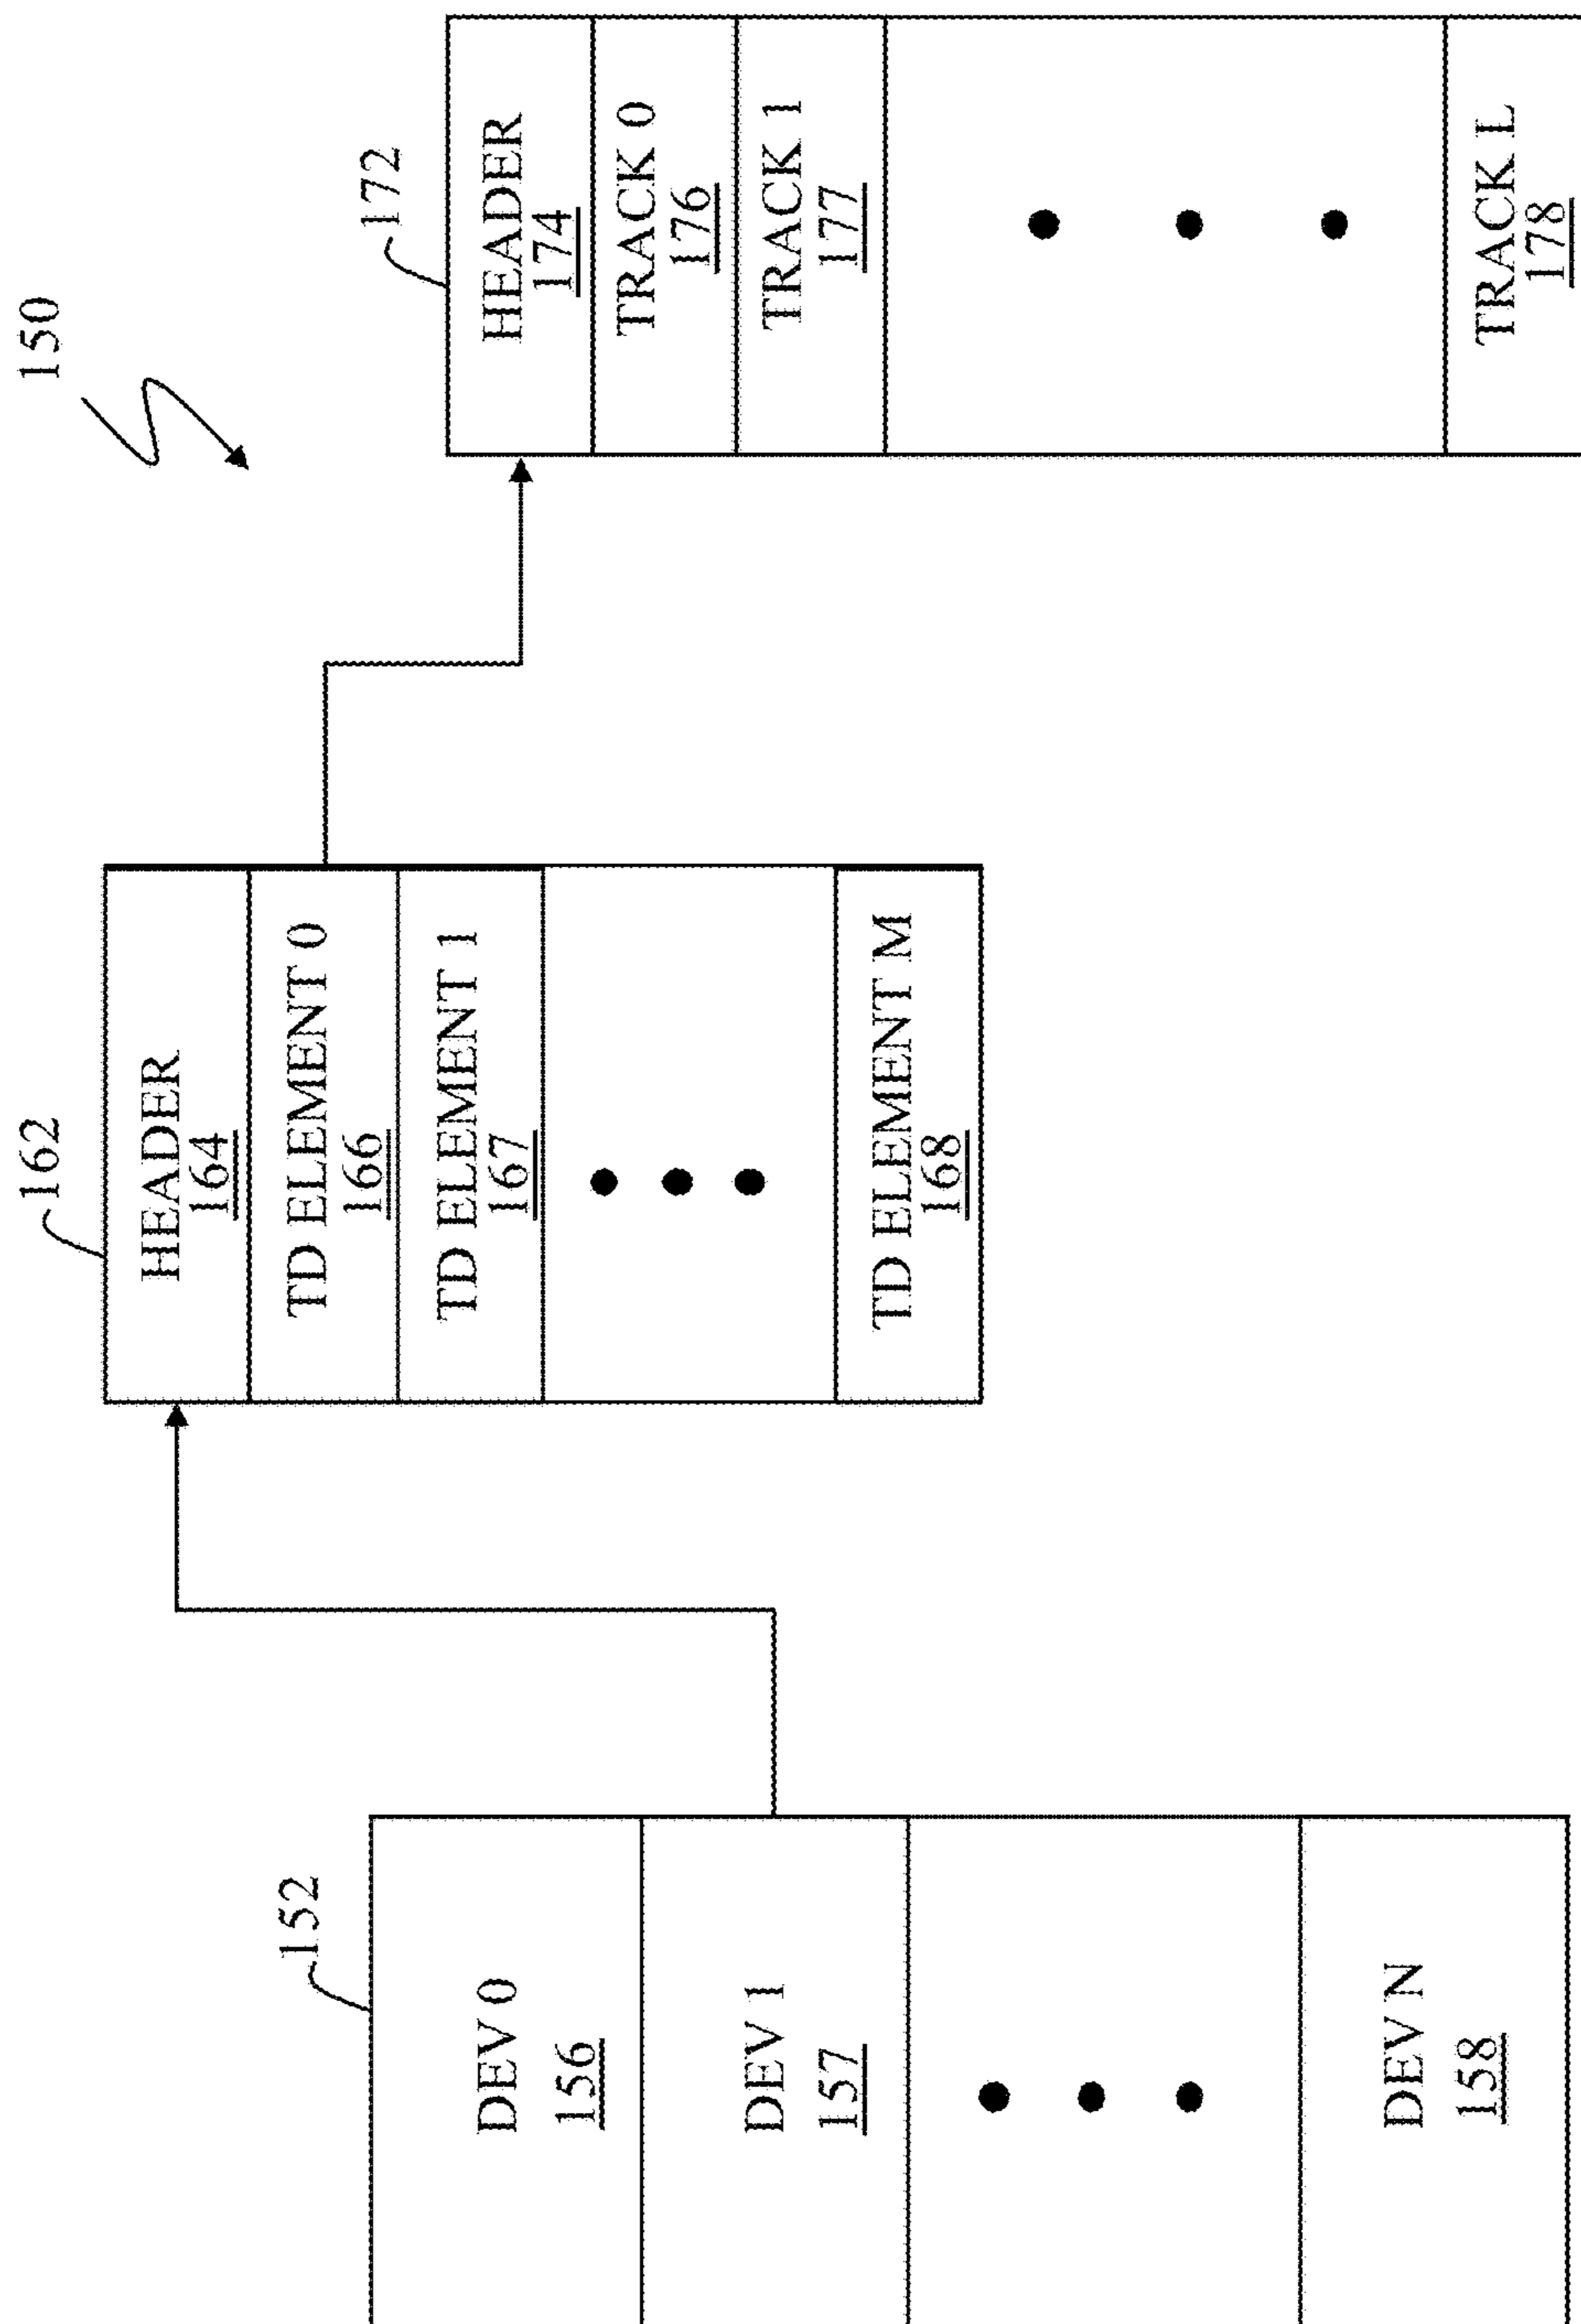 150
152
DEV 0
156
DEV 1
157
DEV N
158
162
HEADER
164
TD ELEMENT 0
166
TD ELEMENT 1
167
TD ELEMENT M
168
172
HEADER
174
TRACK 0
176
TRACK 1
177
TRACK L
178